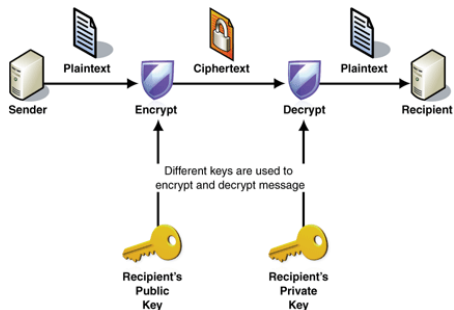 Plaintext
Ciphertext
Plaintext
Sender
Encrypt
Decrypt
Recipient
Different keys are used to
encrypt and decrypt message
Recipient's
Public
Key
Recipient's
Private
Key